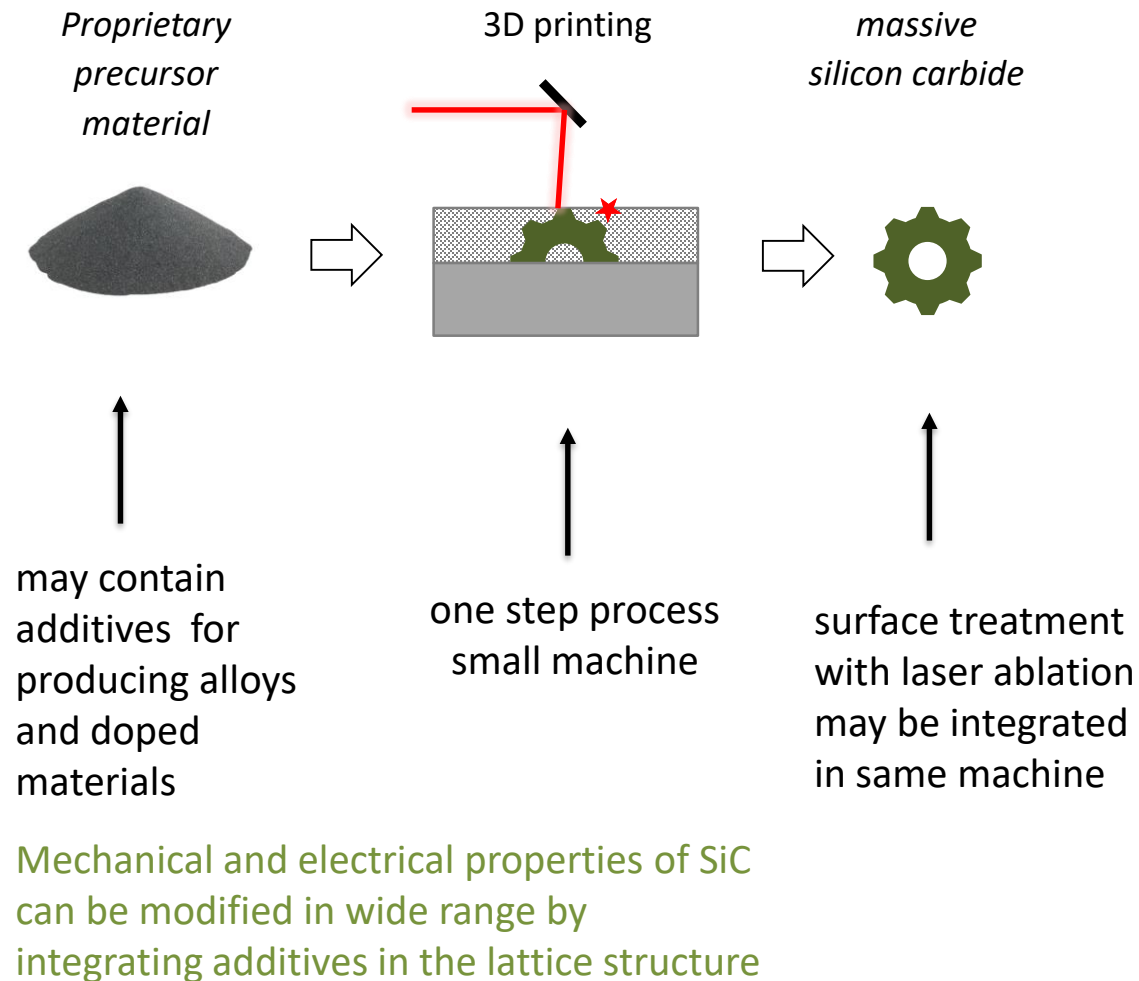 Proprietary
precursor
material
3D printing
massive
silicon carbide
may contain
additives  for
producing alloys
and doped
materials
one step process
small machine
surface treatment
with laser ablation
may be integrated
in same machine
Mechanical and electrical properties of SiC
can be modified in wide range by
integrating additives in the lattice structure